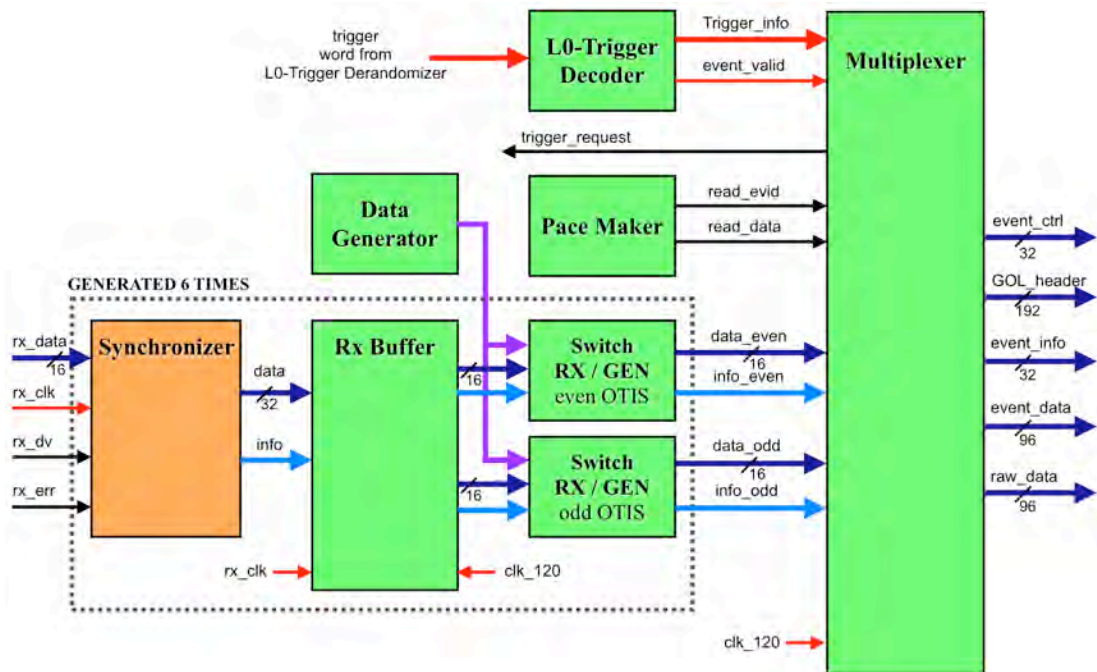 trigger
word from
L0-Trigger Derandomizer
L0-Trigger
Decoder
Trigger_info
event_valid
Multiplexer
trigger_request
Data
Generator
Pace Maker
read_evid
read_data
GENERATED 6 TIMES
rx_data
16
rx_clk
rx_dv
rx_err
Synchronizer
data
32
info
Rx Buffer
16
16
rx_clk
clk_120
Switch
RX / GEN
even OTIS
Switch
RX / GEN
odd OTIS
data_even
16
info_even
data_odd
16
info_odd
clk_120
event_ctrl
32
GOL_header
192
event_info
32
event_data
96
raw_data
96